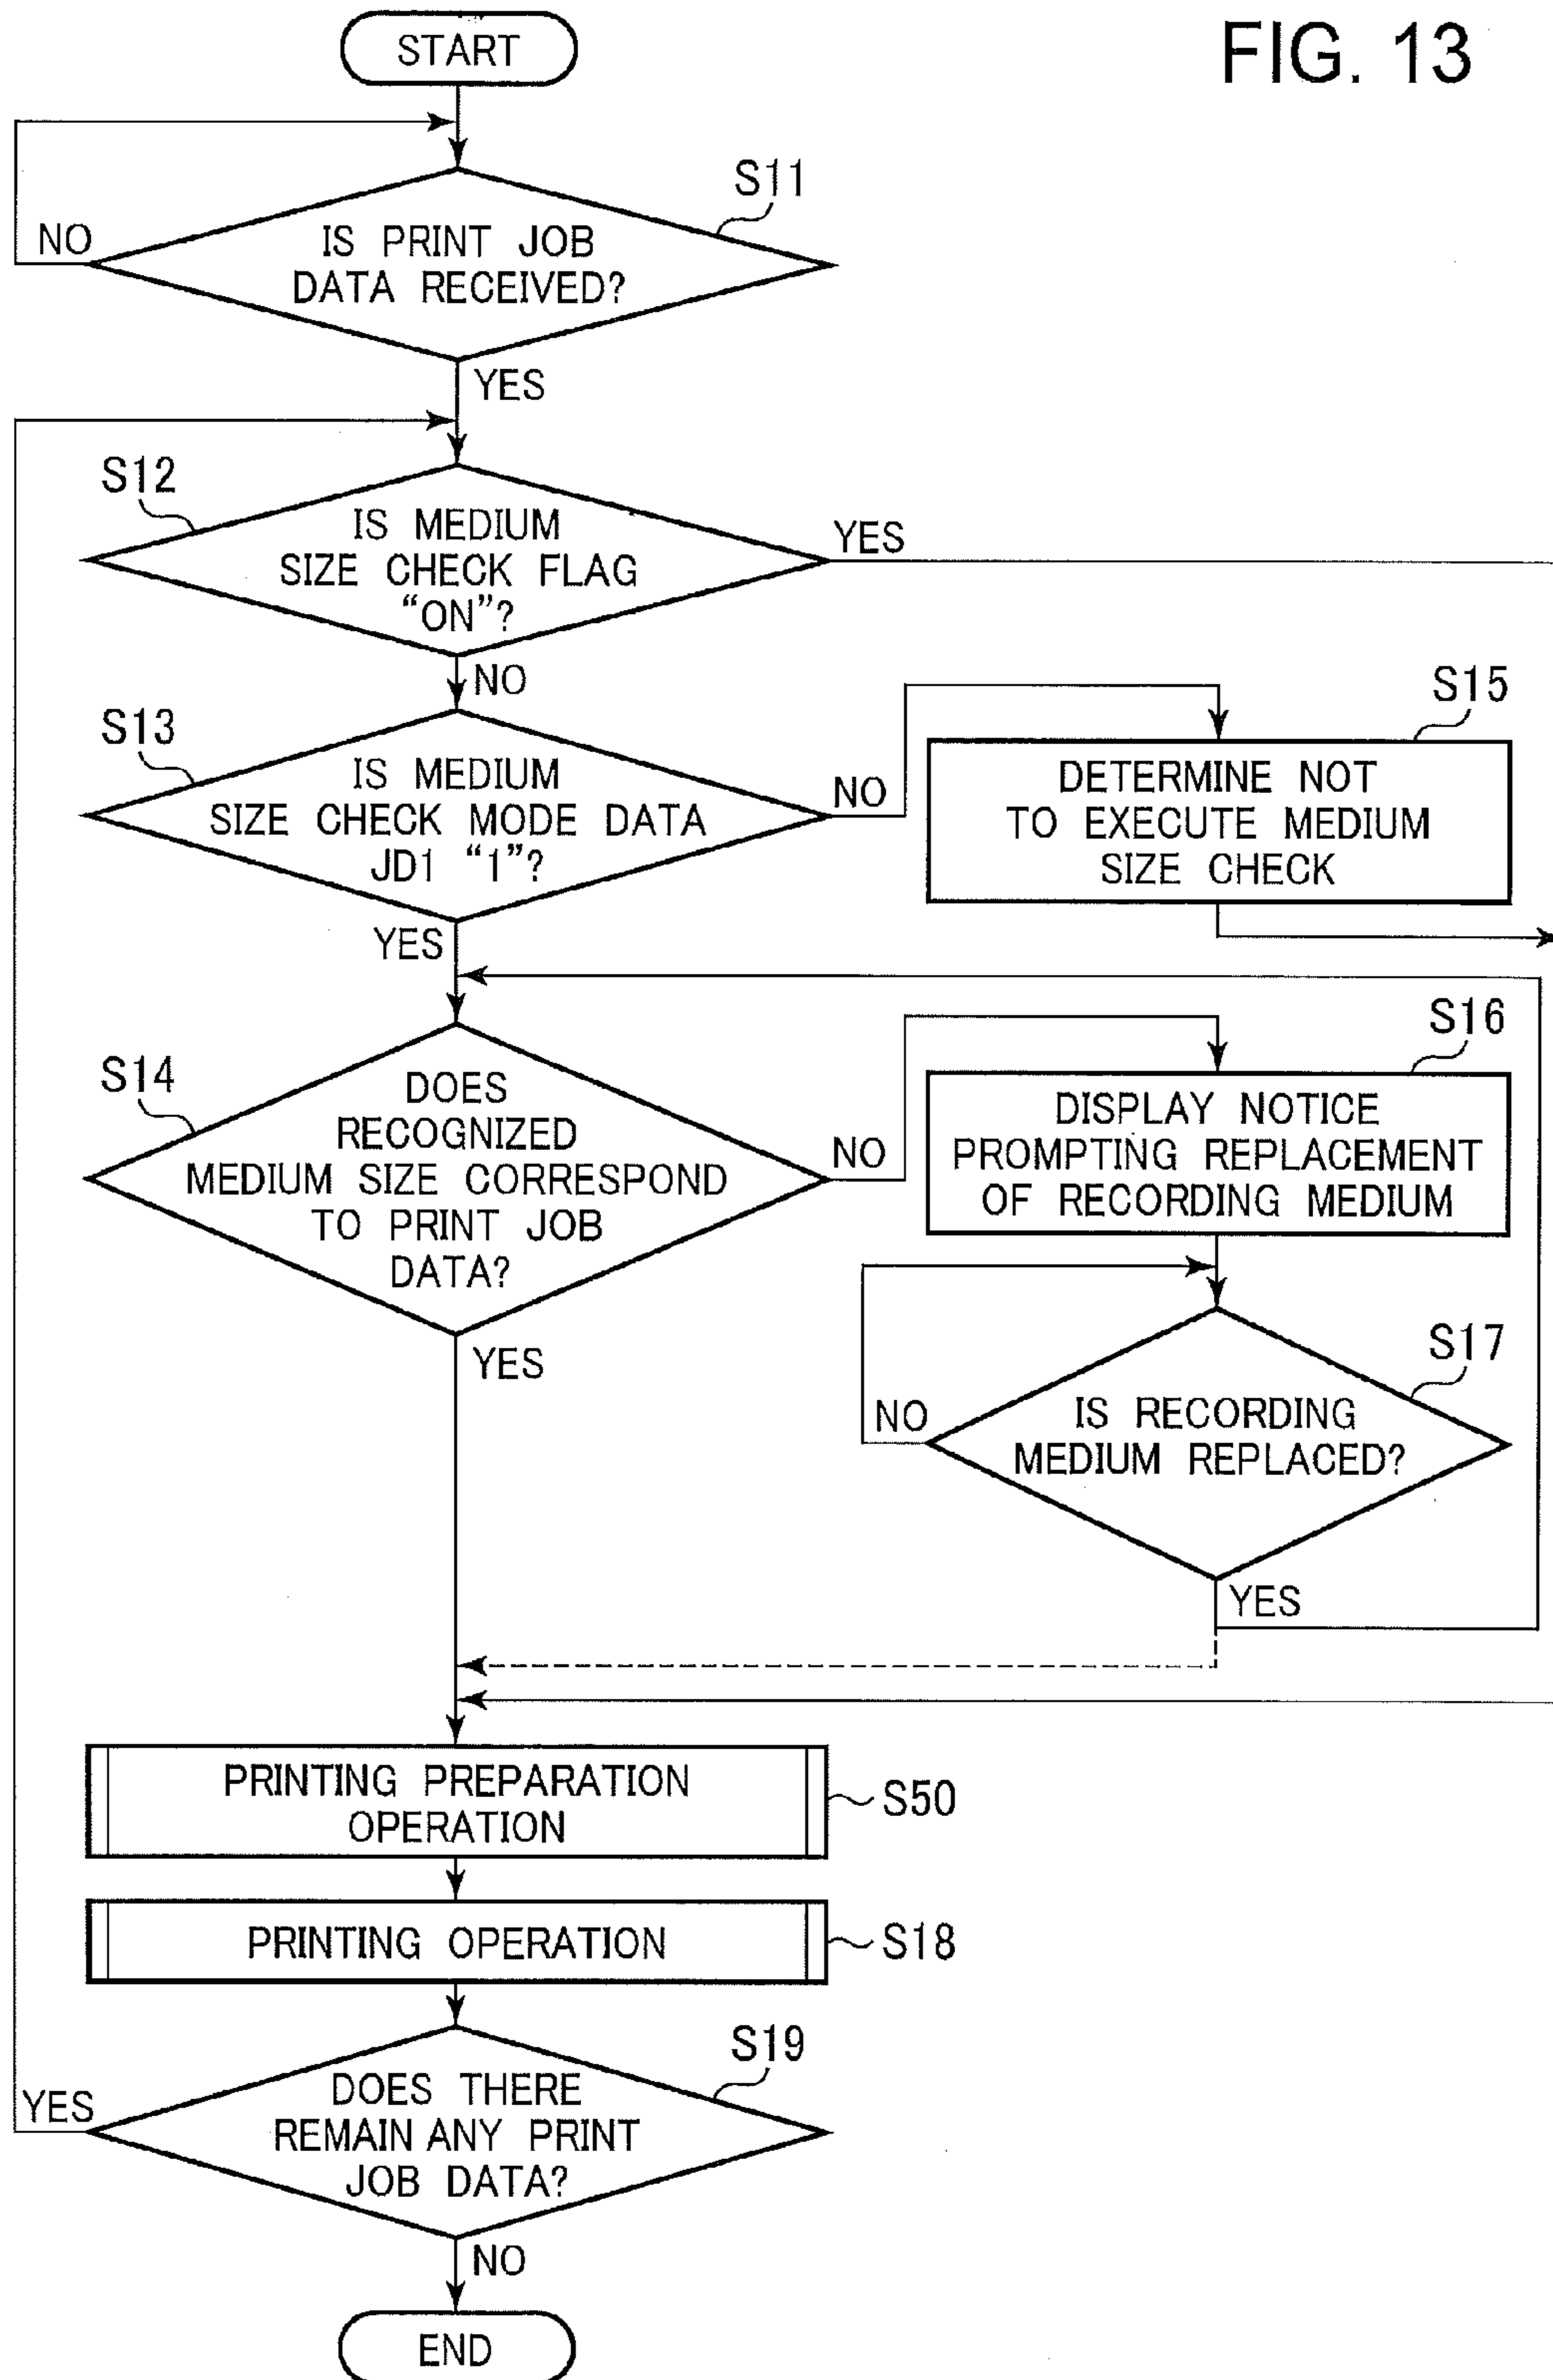 FIG. 13
START
S11
IS PRINT JOB
DATA RECEIVED?
NO
YES
S12
IS MEDIUM
SIZE CHECK FLAG
“ON”?
YES
NO
S13
IS MEDIUM
SIZE CHECK MODE DATA
JD1 “1”?
NO
YES
S15
DETERMINE NOT
TO EXECUTE MEDIUM
SIZE CHECK
S14
DOES
RECOGNIZED
MEDIUM SIZE CORRESPOND
TO PRINT JOB
DATA?
NO
YES
S16
DISPLAY NOTICE
PROMPTING REPLACEMENT
OF RECORDING MEDIUM
S17
IS RECORDING
MEDIUM REPLACED?
NO
YES
PRINTING PREPARATION
OPERATION
S50
PRINTING OPERATION
S18
S19
DOES THERE
REMAIN ANY PRINT
JOB DATA?
YES
NO
END